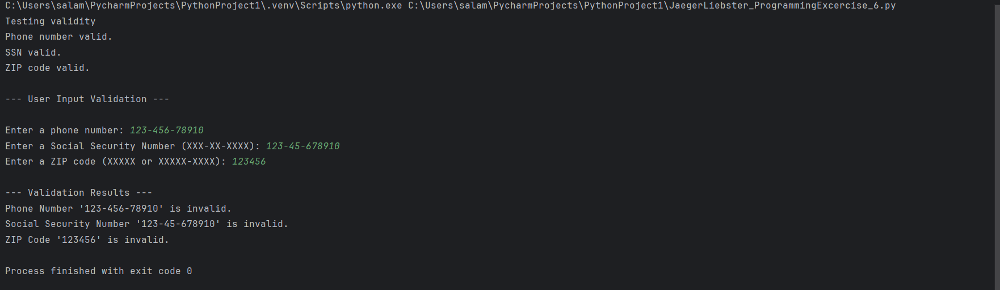 C:\Users\salam\PycharmProjects\PythonProject1\.venv\Scripts\python.exe C:\Users\salam\PycharmProjects\PythonProject1\JaegerLiebster_ProgrammingExcercise_6.py
Testing validity
Phone number valid.
SSN valid.
ZIP code valid.
--- User Input Validation ---
Enter a phone number: 123-456-78910
Enter a Social Security Number (XXX-XX-XXXX): 123-45-678910
Enter a ZIP code (XXXXX or XXXXX-XXXX): 123456
--- Validation Results ---
Phone Number '123-456-78910' is invalid.
Social Security Number '123-45-678910' is invalid.
ZIP Code '123456' is invalid.
Process finished with exit code 0